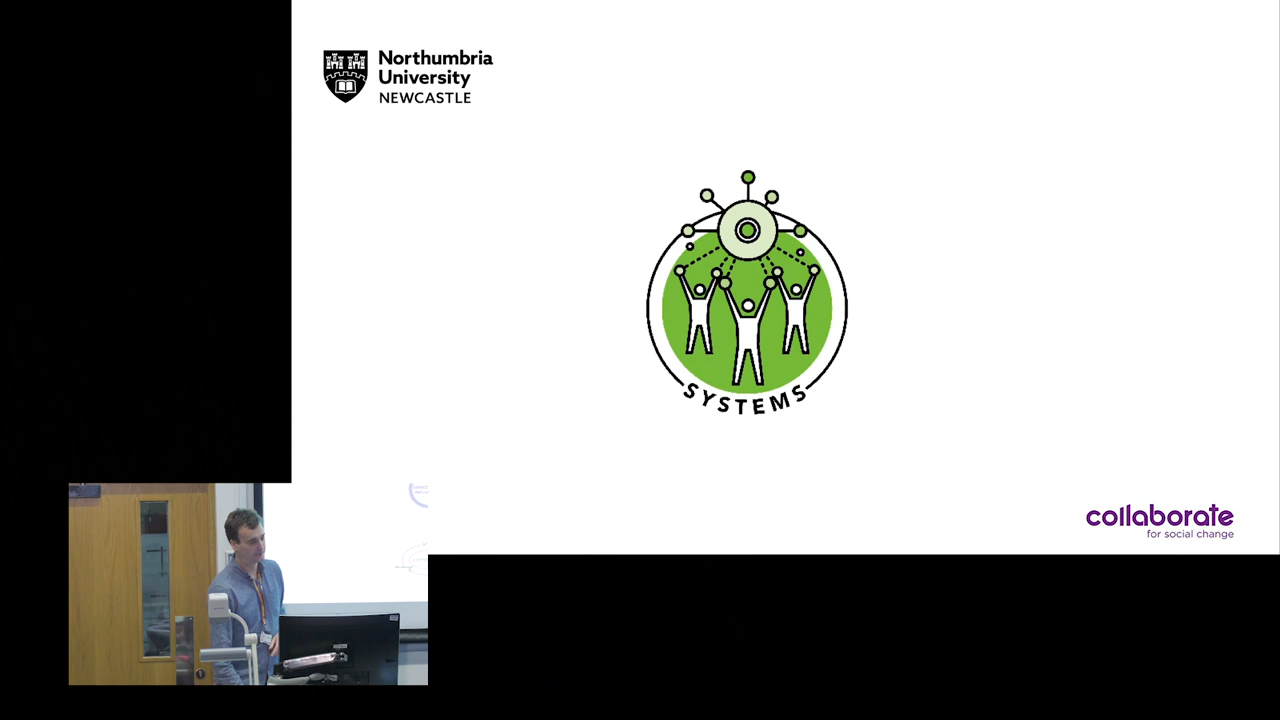 Northumbria
University
NEWCASTLE
SYSTEMS
collaborate
for social change